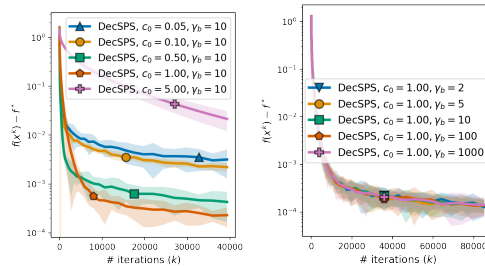 DecSPS, c₀ = 0.05, γ_b = 10
DecSPS, c₀ = 0.10, γ_b = 10
DecSPS, c₀ = 0.50, γ_b = 10
DecSPS, c₀ = 1.00, γ_b = 10
DecSPS, c₀ = 5.00, γ_b = 10
10⁰
10⁻¹
10⁻²
10⁻³
10⁻⁴
f(x^k) − f*
0 10000 20000 30000 40000
# iterations (k)
DecSPS, c₀ = 1.00, γ_b = 2
DecSPS, c₀ = 1.00, γ_b = 5
DecSPS, c₀ = 1.00, γ_b = 10
DecSPS, c₀ = 1.00, γ_b = 100
DecSPS, c₀ = 1.00, γ_b = 1000
10⁰
10⁻¹
10⁻²
10⁻³
10⁻⁴
f(x^k) − f*
0 20000 40000 60000 80000
# iterations (k)